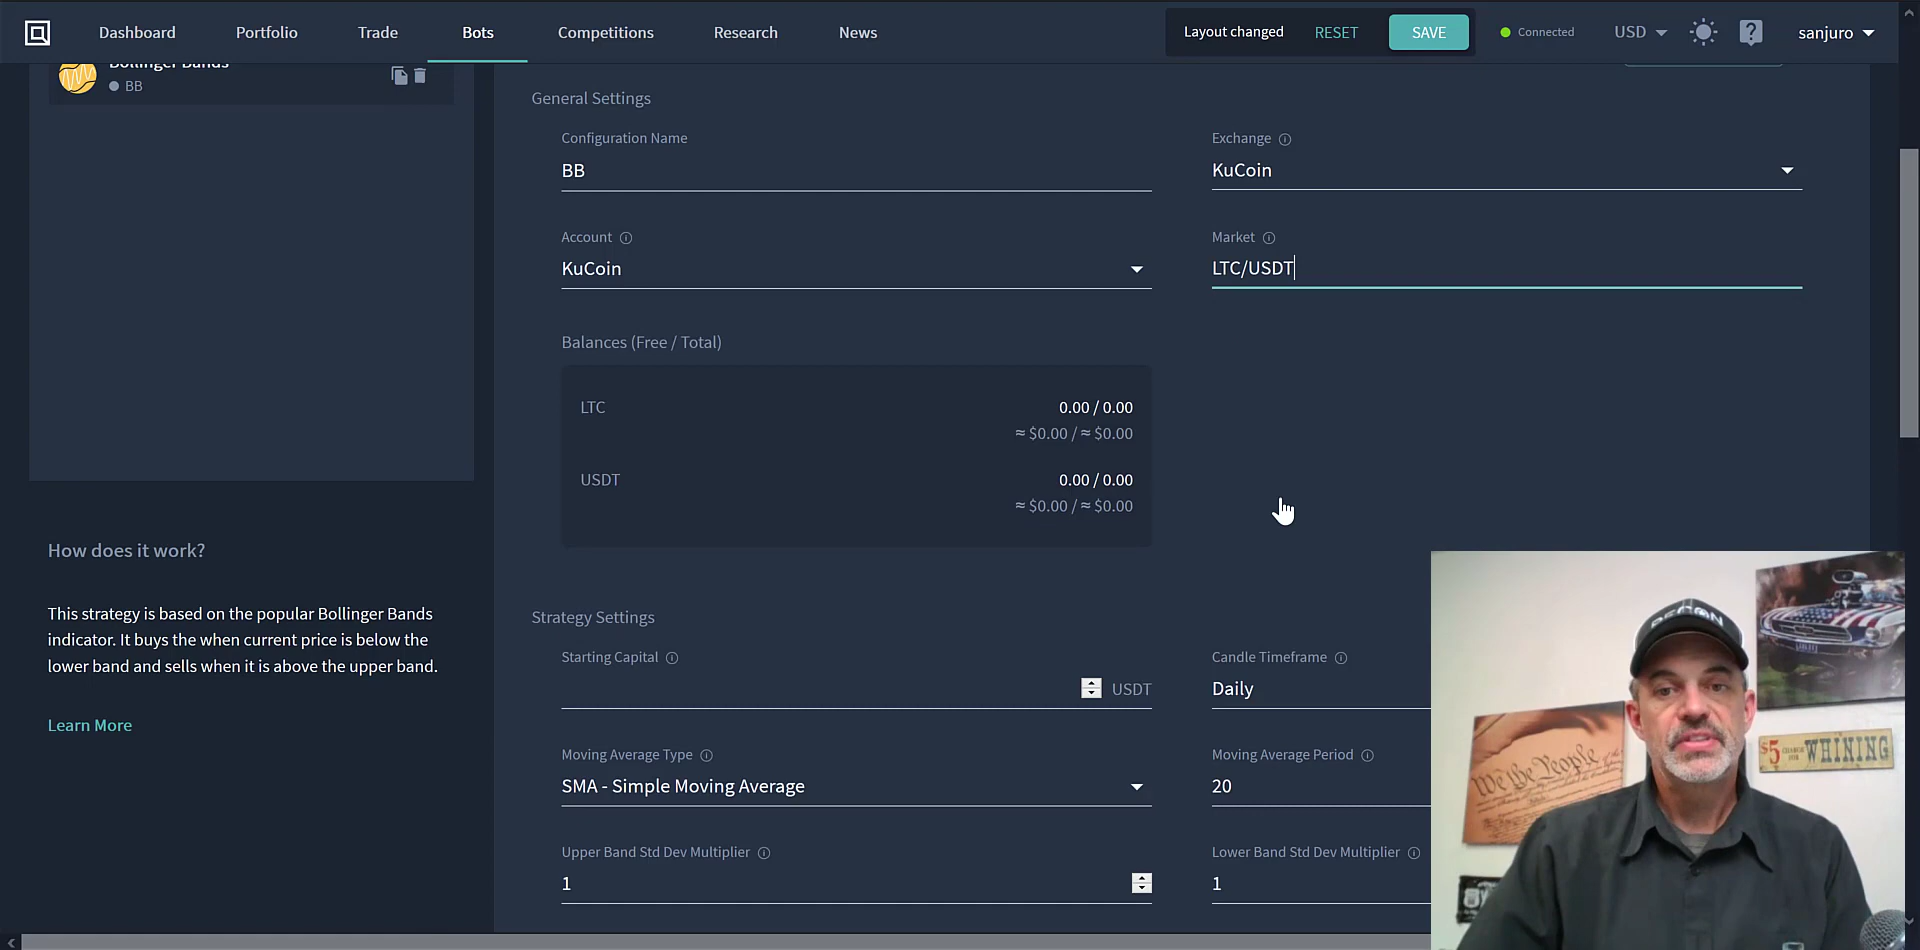 Dashboard
Portfolio
Trade
Bots
Competitions
Research
News
Layout changed
RESET
SAVE
Connected
USD
sanjuro
Bollinger Bands
BB
General Settings
Configuration Name
BB
Exchange
KuCoin
Account
KuCoin
Market
LTC/USDT
Balances (Free / Total)
LTC
0.00 / 0.00
≈ $0.00 / ≈ $0.00
USDT
0.00 / 0.00
≈ $0.00 / ≈ $0.00
How does it work?
This strategy is based on the popular Bollinger Bands
indicator. It buys the when current price is below the
lower band and sells when it is above the upper band.
Learn More
Strategy Settings
Starting Capital
USDT
Candle Timeframe
Daily
Moving Average Type
SMA - Simple Moving Average
Moving Average Period
20
Upper Band Std Dev Multiplier
1
Lower Band Std Dev Multiplier
1
We the People
$5
WHINING